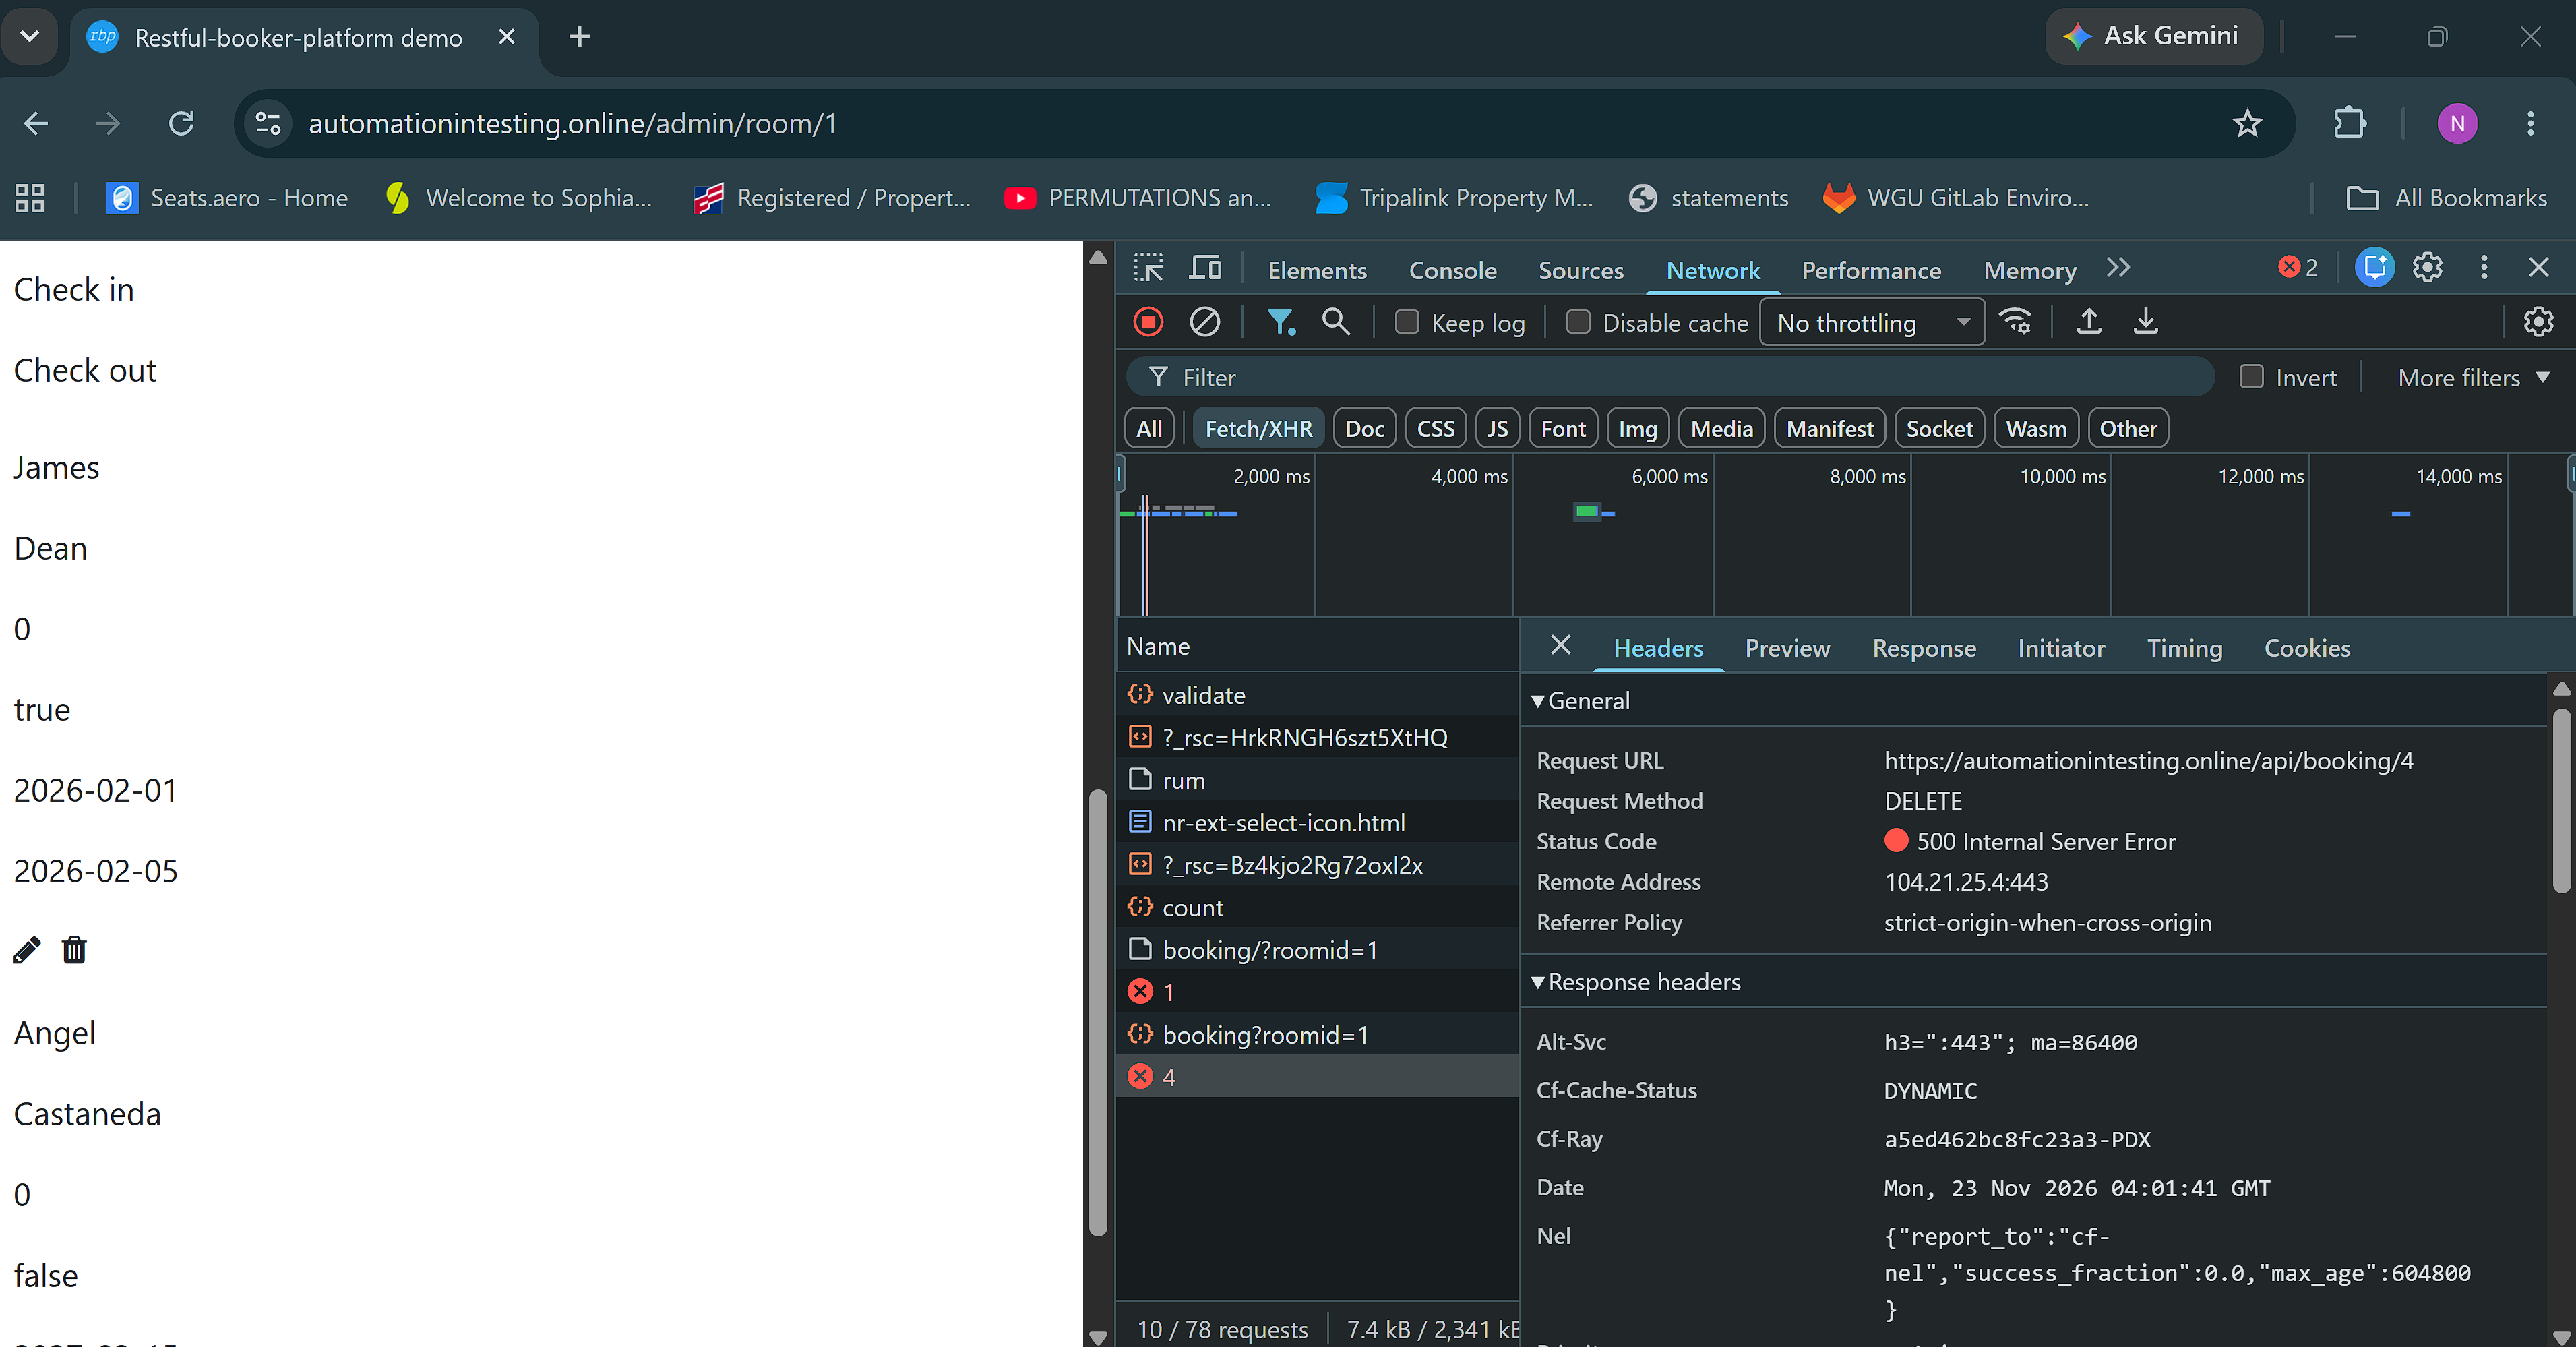 rbp Restful-booker-platform demo
Ask Gemini
automationintesting.online/admin/room/1
N
Seats.aero - Home
Welcome to Sophia...
Registered / Propert...
PERMUTATIONS an...
Tripalink Property M...
statements
WGU GitLab Enviro...
All Bookmarks
Check in
Check out
James
Dean
0
true
2026-02-01
2026-02-05
Angel
Castaneda
0
false
Elements Console Sources Network Performance Memory 2
Keep log Disable cache No throttling
Filter Invert More filters
All Fetch/XHR Doc CSS JS Font Img Media Manifest Socket Wasm Other
2,000 ms 4,000 ms 6,000 ms 8,000 ms 10,000 ms 12,000 ms 14,000 ms
Name
validate
?_rsc=HrkRNGH6szt5XtHQ
rum
nr-ext-select-icon.html
?_rsc=Bz4kjo2Rg72oxl2x
count
booking/?roomid=1
1
booking?roomid=1
4
10 / 78 requests 7.4 kB / 2,341 kB
Headers Preview Response Initiator Timing Cookies
General
Request URL https://automationintesting.online/api/booking/4
Request Method DELETE
Status Code 500 Internal Server Error
Remote Address 104.21.25.4:443
Referrer Policy strict-origin-when-cross-origin
Response headers
Alt-Svc h3=":443"; ma=86400
Cf-Cache-Status DYNAMIC
Cf-Ray a5ed462bc8fc23a3-PDX
Date Mon, 23 Nov 2026 04:01:41 GMT
Nel {"report_to":"cf-
nel","success_fraction":0.0,"max_age":604800
}